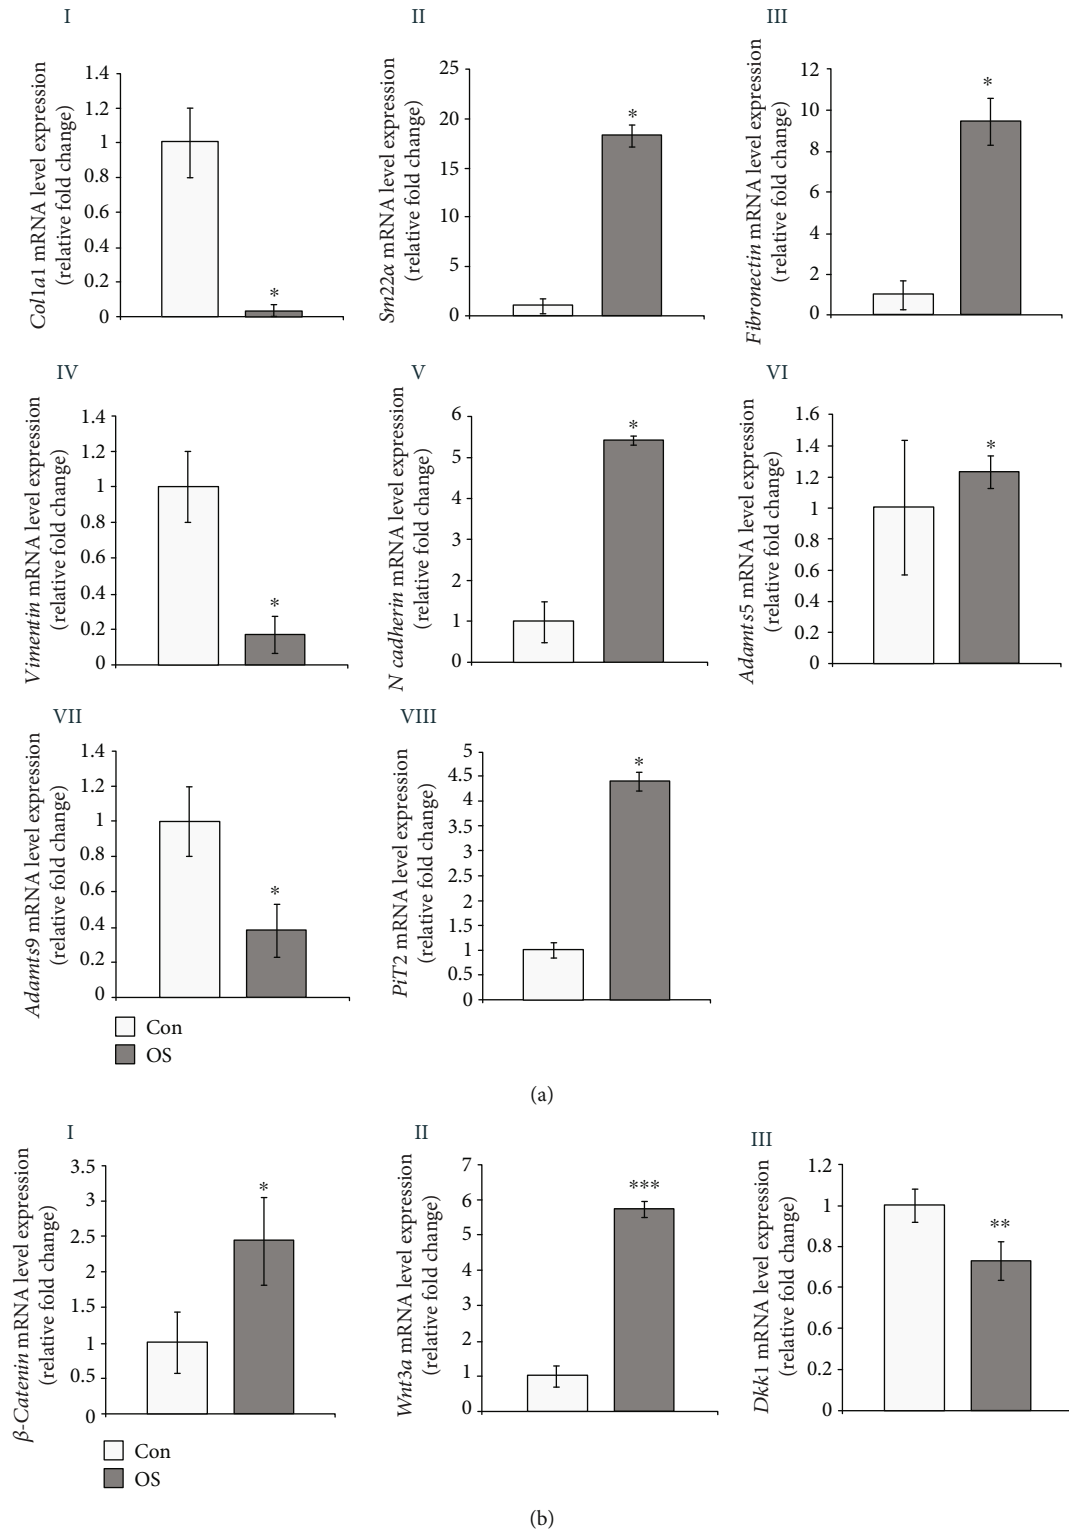 I
Col1a1 mRNA level expression
(relative fold change)
1.4
1.2
1
0.8
0.6
0.4
0.2
0
*
II
Sm22α mRNA level expression
(relative fold change)
25
20
15
10
5
0
*
III
Fibronectin mRNA level expression
(relative fold change)
12
10
8
6
4
2
0
*
IV
Vimentin mRNA level expression
(relative fold change)
1.4
1.2
1
0.8
0.6
0.4
0.2
0
*
V
N cadherin mRNA level expression
(relative fold change)
6
5
4
3
2
1
0
*
VI
Adamts5 mRNA level expression
(relative fold change)
1.6
1.4
1.2
1
0.8
0.6
0.4
0.2
0
*
VII
Adamts9 mRNA level expression
(relative fold change)
1.4
1.2
1
0.8
0.6
0.4
0.2
0
*
VIII
PiT2 mRNA level expression
(relative fold change)
5
4.5
4
3.5
3
2.5
2
1.5
1
0.5
0
*
Con
OS
(a)
I
β-Catenin mRNA level expression
(relative fold change)
3.5
3
2.5
2
1.5
1
0.5
0
*
II
Wnt3a mRNA level expression
(relative fold change)
7
6
5
4
3
2
1
0
***
III
Dkk1 mRNA level expression
(relative fold change)
1.2
1
0.8
0.6
0.6
0.2
0
**
Con
OS
(b)